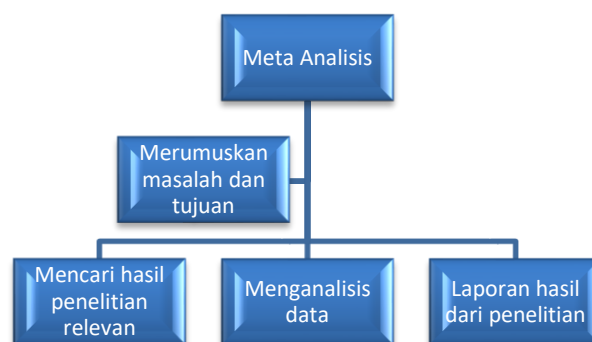 Meta Analisis
Merumuskan
masalah dan
tujuan
Mencari hasil
penelitian
relevan
Menganalisis
data
Laporan hasil
dari penelitian